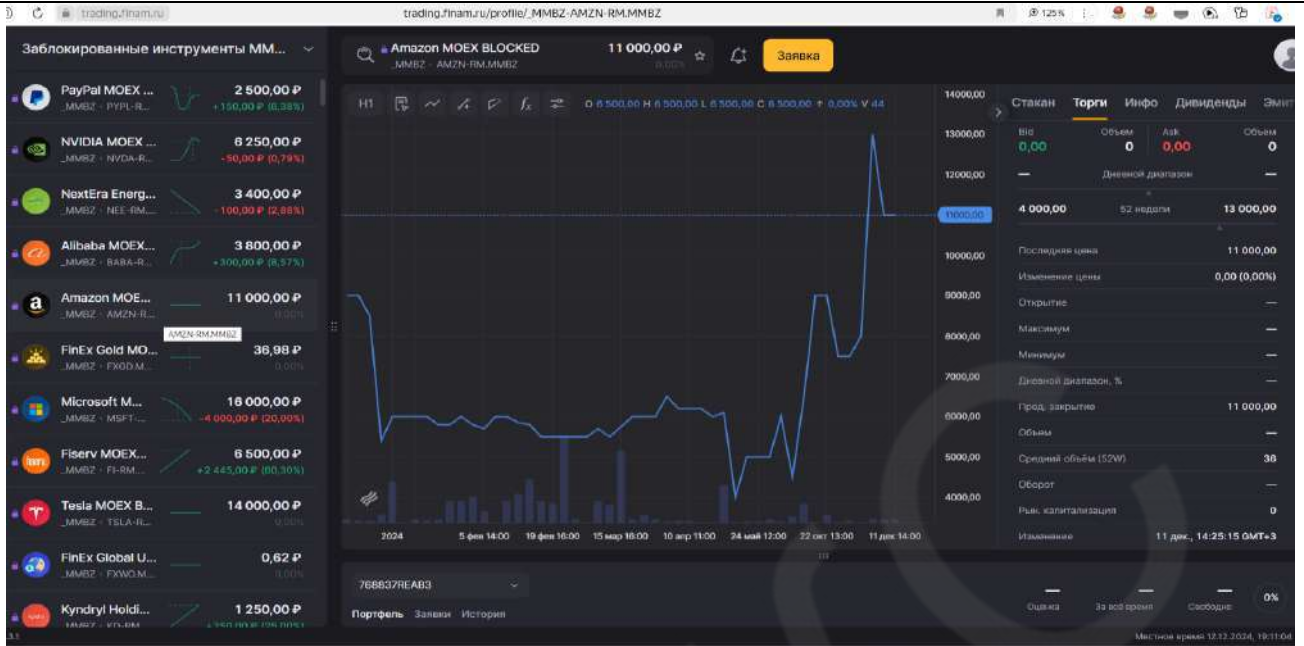 trading.finam.ru
trading.finam.ru/profile/_MMBZ-AMZN-RM.MMBZ
125%
Заблокированные инструменты MM...
Amazon MOEX BLOCKED
_MMBZ · AMZN-RM.MMBZ
11 000,00 ₽
0,00%
Заявка
PayPal MOEX ...
2 500,00 ₽
_MMBZ · PYPL-R...
NVIDIA MOEX ...
6 250,00 ₽
_MMBZ · NVDA-R...
-50,00 ₽ (0,79%)
NextEra Energ...
3 400,00 ₽
_MMBZ · NEE-RM....
-100,00 ₽ (2,86%)
Alibaba MOEX...
3 800,00 ₽
_MMBZ · BABA-R...
+300,00 ₽ (8,57%)
Amazon MOE...
11 000,00 ₽
_MMBZ · AMZN-R...
0,00%
AMZN-RM.MMBZ
FinEx Gold MO...
36,98 ₽
_MMBZ · FXGD.M...
0,00%
Microsoft M...
16 000,00 ₽
_MMBZ · MSFT-...
-4 000,00 ₽ (20,00%)
Fiserv MOEX...
6 500,00 ₽
_MMBZ · FI-RM....
+2 445,00 ₽ (60,30%)
Tesla MOEX B...
14 000,00 ₽
_MMBZ · TSLA-R...
0,00%
FinEx Global U...
0,62 ₽
_MMBZ · FXWO.M...
0,00%
Kyndryl Holdi...
1 250,00 ₽
H1
O 6 500,00 H 6 500,00 L 6 500,00 C 6 500,00 ↑ 0,00% V 44
14000,00
13000,00
12000,00
11000,00
10000,00
9000,00
8000,00
7000,00
6000,00
5000,00
4000,00
2024
5 фев 14:00
19 фев 16:00
15 мар 16:00
10 апр 11:00
24 май 12:00
22 окт 13:00
11 дек 14:00
Стакан Торги Инфо Дивиденды Эмит
Bid Объем Ask Объем
0,00 0 0,00 0
— Дневной диапазон —
4 000,00 52 недели 13 000,00
Последняя цена 11 000,00
Изменение цены 0,00 (0,00%)
Открытие —
Максимум —
Минимум —
Дневной диапазон, % —
Пред. закрытие 11 000,00
Объем —
Средний объём (52W) 36
Оборот —
Рын. капитализация 0
Изменение 11 дек., 14:25:15 GMT+3
768837REAB3
Портфель Заявки История
Оценка За всё время Свободно 0%
Местное время 12.12.2024, 19:11:04